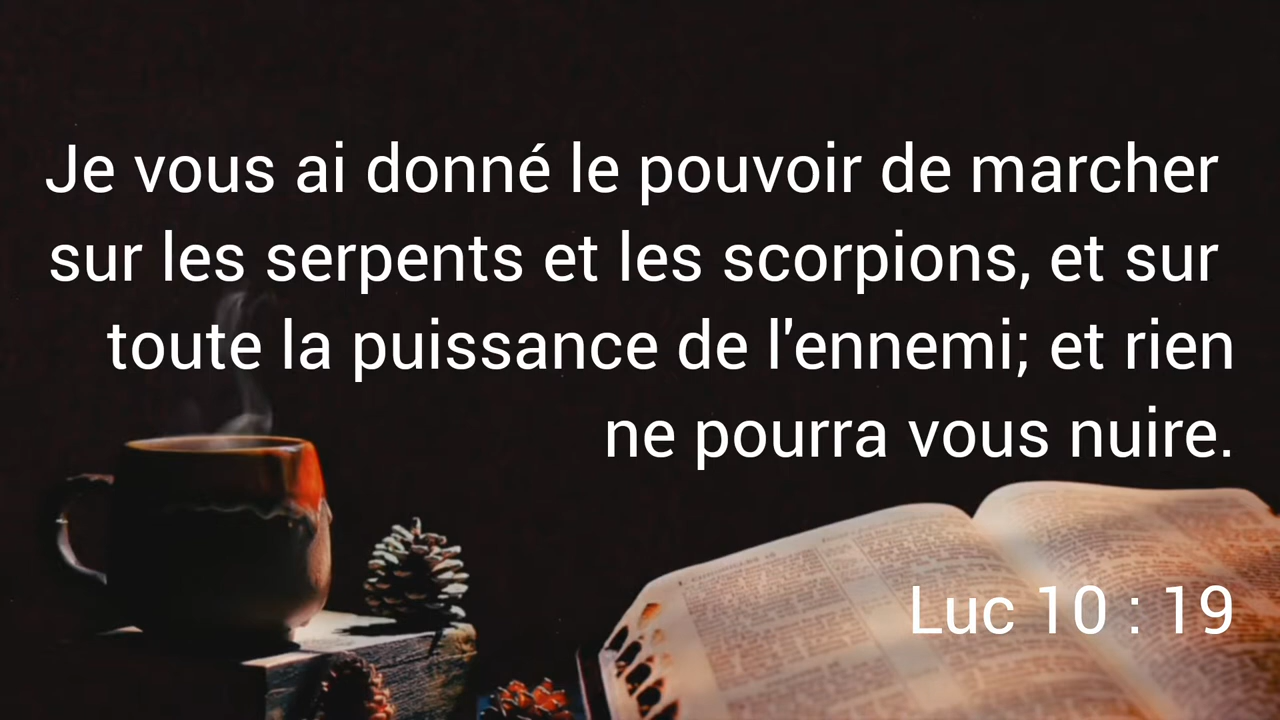 Je vous ai donné le pouvoir de marcher
sur les serpents et les scorpions, et sur
toute la puissance de l'ennemi; et rien
ne pourra vous nuire.
Luc 10 : 19